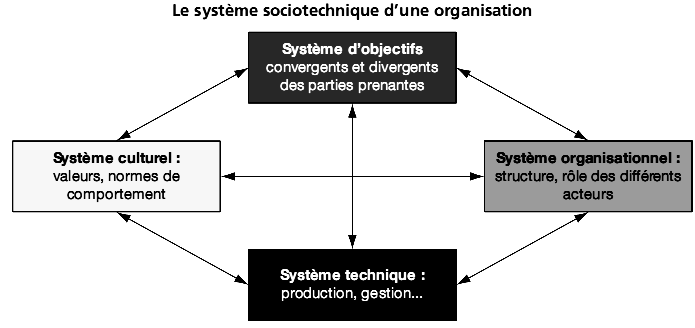 Le système sociotechnique d’une organisation
Système d’objectifs
convergents et divergents
des parties prenantes
Système culturel :
valeurs, normes de
comportement
Système organisationnel :
structure, rôle des différents
acteurs
Système technique :
production, gestion...